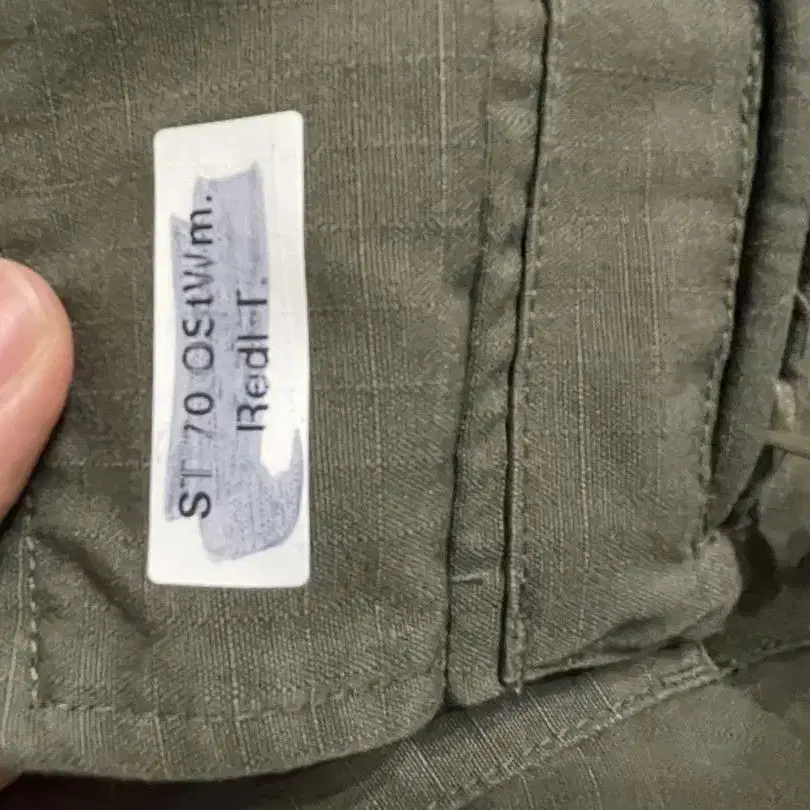 ST 70 OStWm.
Redl T.